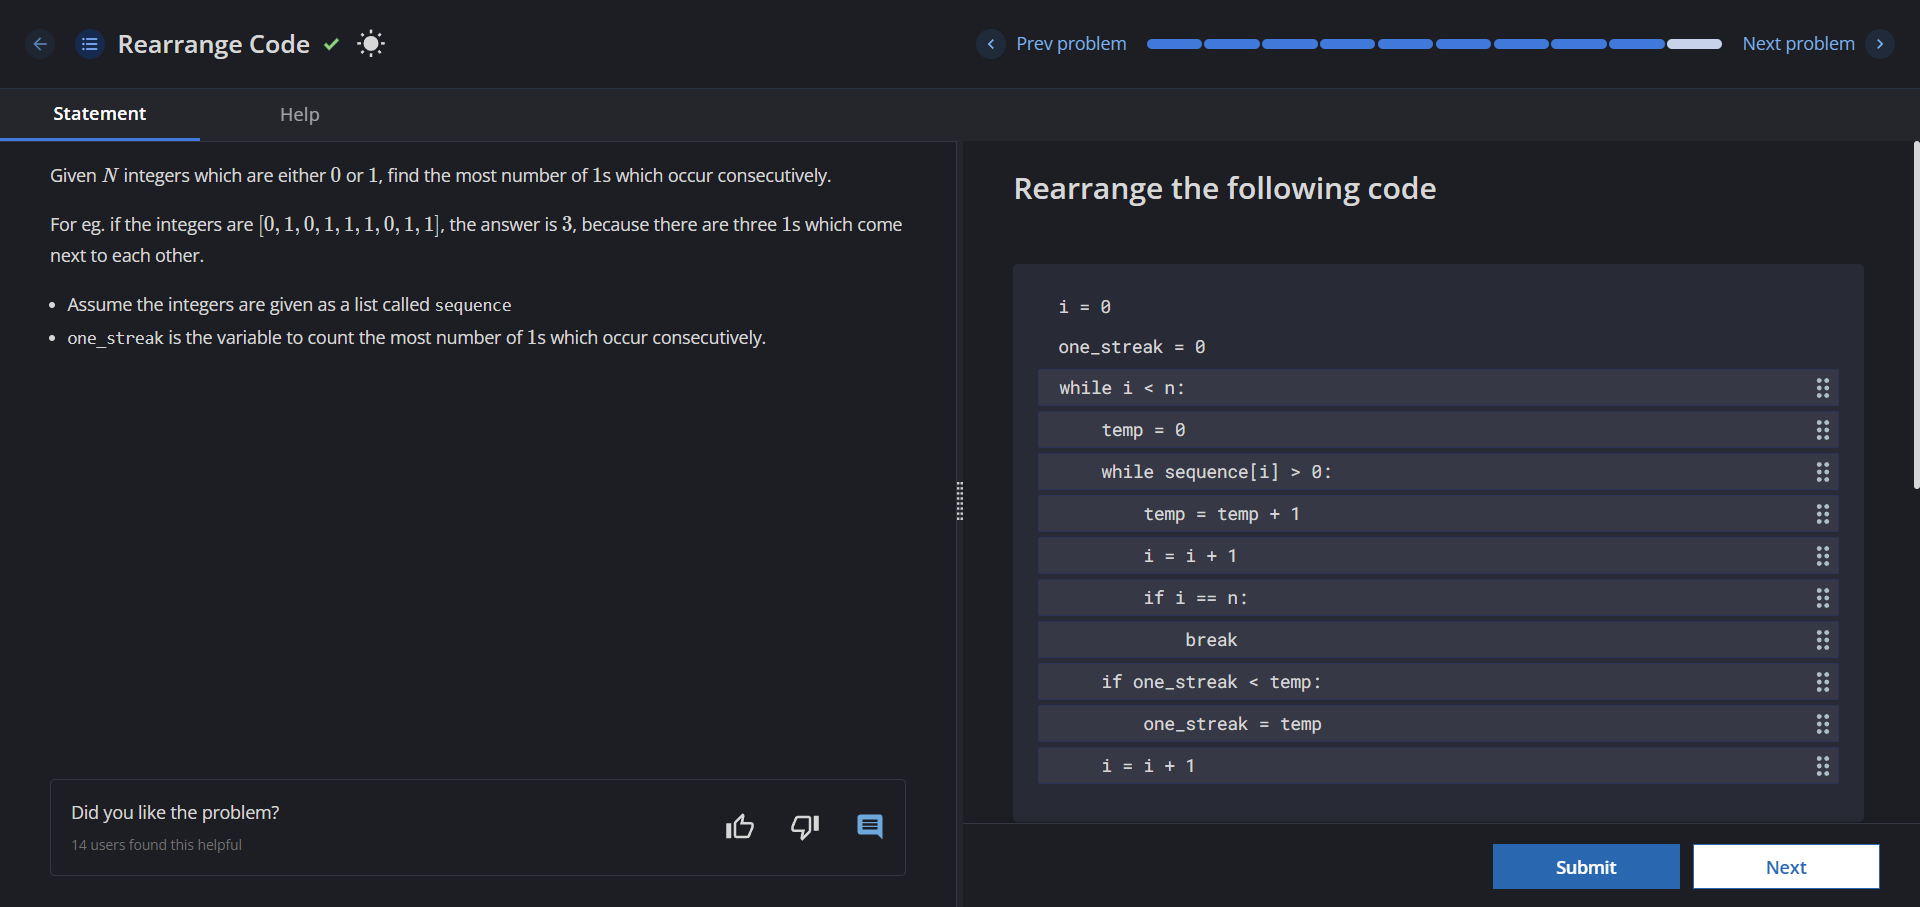 Rearrange Code
Prev problem
Next problem
Statement
Help
Given N integers which are either 0 or 1, find the most number of 1s which occur consecutively.
For eg. if the integers are [0, 1, 0, 1, 1, 1, 0, 1, 1], the answer is 3, because there are three 1s which come
next to each other.
• Assume the integers are given as a list called sequence
• one_streak is the variable to count the most number of 1s which occur consecutively.
Did you like the problem?
14 users found this helpful
Rearrange the following code
i = 0
one_streak = 0
while i < n:
temp = 0
while sequence[i] > 0:
temp = temp + 1
i = i + 1
if i == n:
break
if one_streak < temp:
one_streak = temp
i = i + 1
Submit
Next